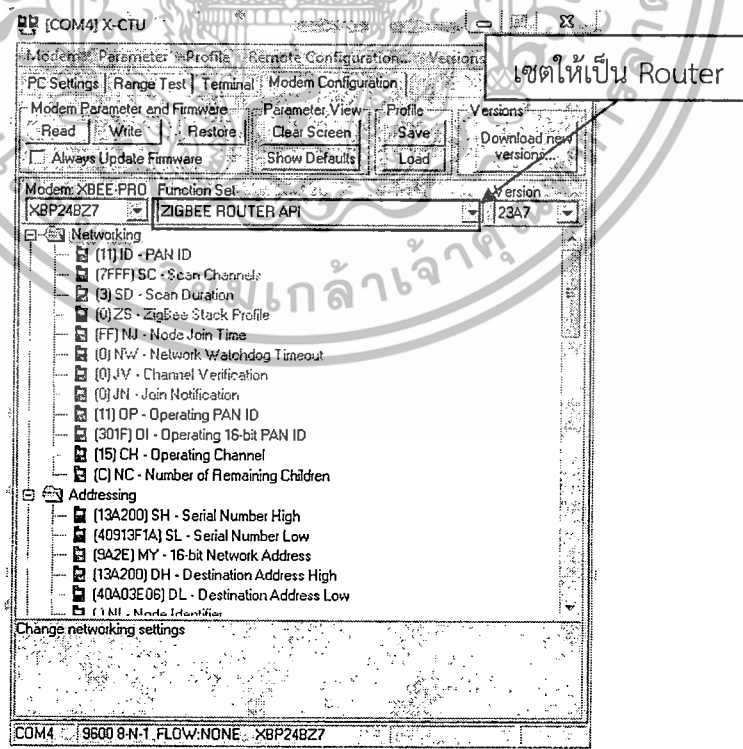 [COM4] X-CTU
เซตให้เป็น Router
Modem Parameter Profile Remote Configuration... Versions
PC Settings Range Test Terminal Modem Configuration
Modem Parameter and Firmware Parameter View Profile Versions
Read Write Restore Clear Screen Save Download new versions...
Always Update Firmware Show Defaults Load
Modem: XBEE-PRO Function Set Version
XBP24BZ7 ZIGBEE ROUTER API 23A7
Networking
(11) ID - PAN ID
(7FFF) SC - Scan Channels
(3) SD - Scan Duration
(0) ZS - ZigBee Stack Profile
(FF) NJ - Node Join Time
(0) NW - Network Watchdog Timeout
(0) JV - Channel Verification
(0) JN - Join Notification
(11) OP - Operating PAN ID
(301F) OI - Operating 16-bit PAN ID
(15) CH - Operating Channel
(C) NC - Number of Remaining Children
Addressing
(13A200) SH - Serial Number High
(40913F1A) SL - Serial Number Low
(9A2E) MY - 16-bit Network Address
(13A200) DH - Destination Address High
(40A03E06) DL - Destination Address Low
( ) NI - Node Identifier
Change networking settings
COM4 9600 8-N-1 FLOW:NONE XBP24BZ7